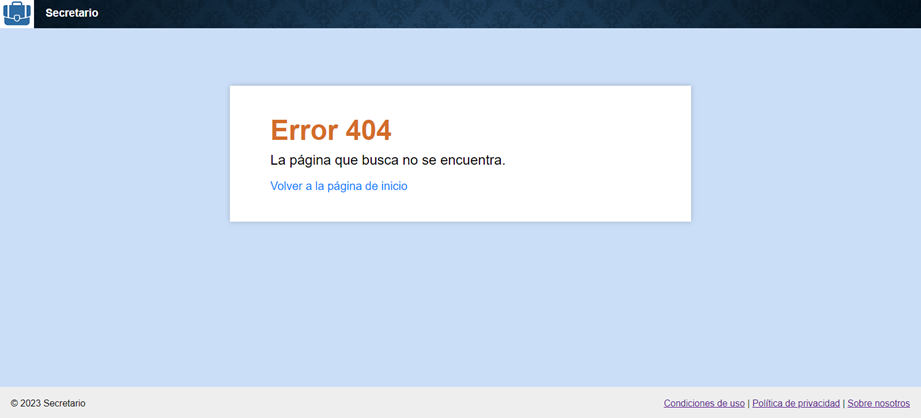 Secretario
Error 404
La página que busca no se encuentra.
Volver a la página de inicio
© 2023 Secretario
Condiciones de uso | Política de privacidad | Sobre nosotros